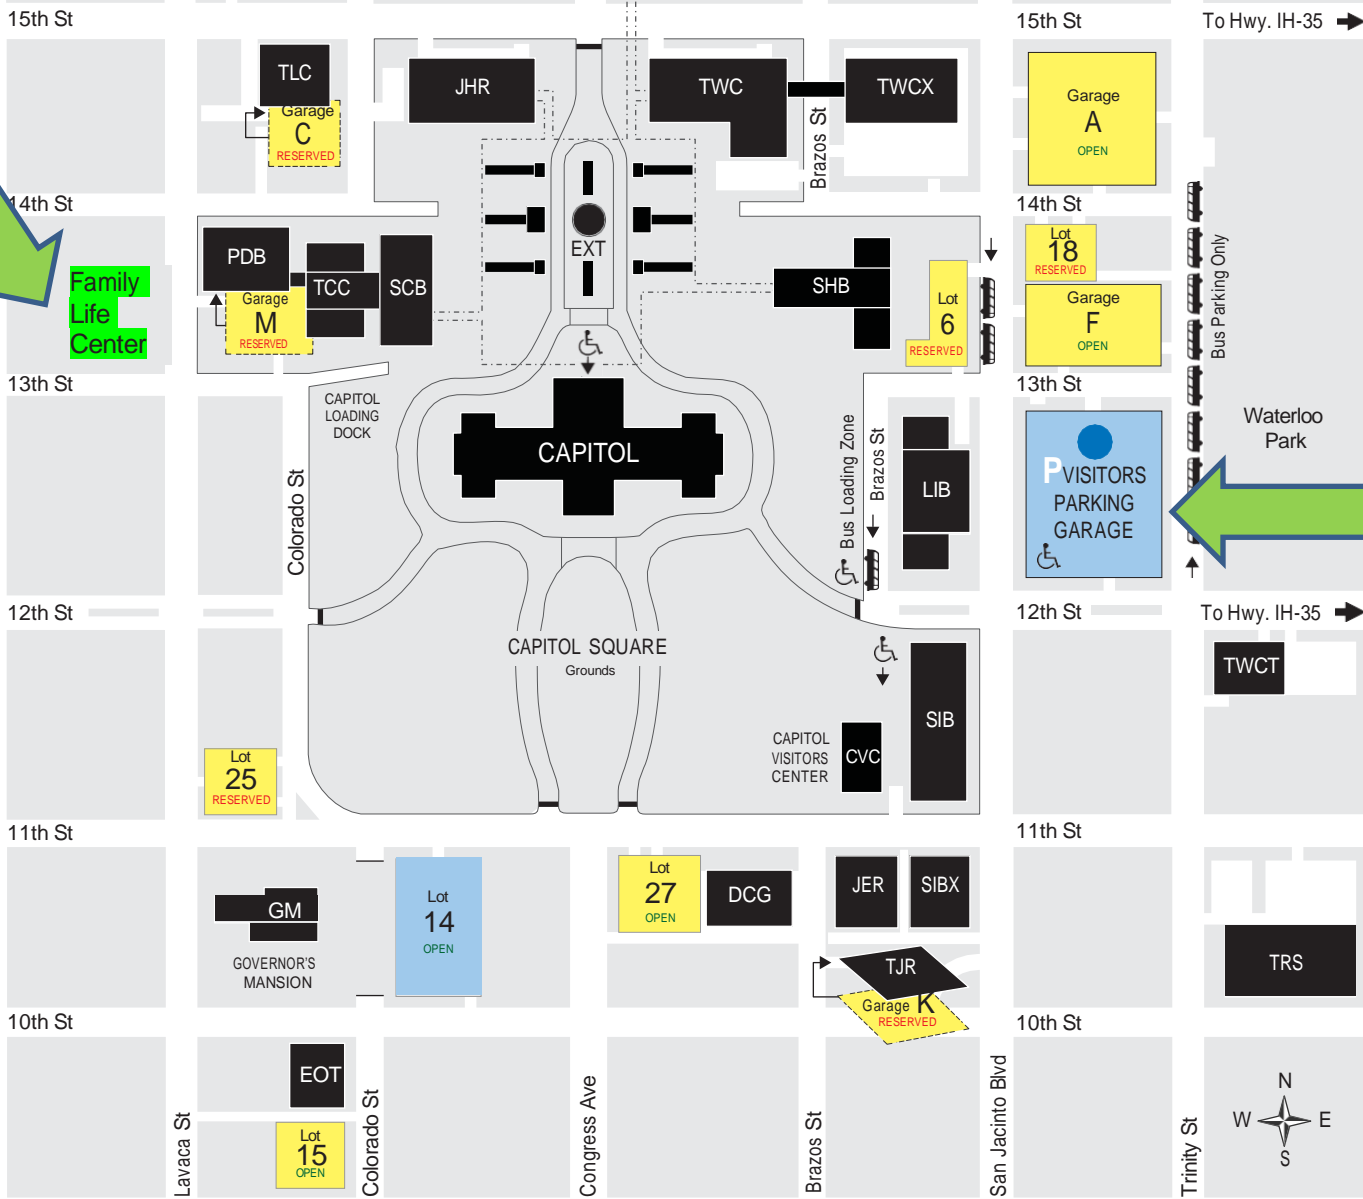 15th St
15th St
To Hwy. IH-35
TLC
Garage
C
RESERVED
JHR
TWC
TWCX
Brazos St
Garage
A
OPEN
14th St
14th St
Family
Life
Center
PDB
Garage
M
RESERVED
TCC
SCB
EXT
SHB
Lot
6
RESERVED
Lot
18
RESERVED
Garage
F
OPEN
Bus Parking Only
13th St
13th St
CAPITOL
LOADING
DOCK
CAPITOL
Colorado St
Bus Loading Zone
Brazos St
LIB
P VISITORS
PARKING
GARAGE
Waterloo
Park
12th St
12th St
To Hwy. IH-35
CAPITOL SQUARE
Grounds
TWCT
SIB
CAPITOL
VISITORS
CENTER
CVC
Lot
25
RESERVED
11th St
11th St
GM
GOVERNOR'S
MANSION
Lot
14
OPEN
Lot
27
OPEN
DCG
JER
SIBX
TJR
Garage K
RESERVED
TRS
10th St
10th St
EOT
Lot
15
OPEN
Lavaca St
Colorado St
Congress Ave
Brazos St
San Jacinto Blvd
Trinity St
N
W E
S